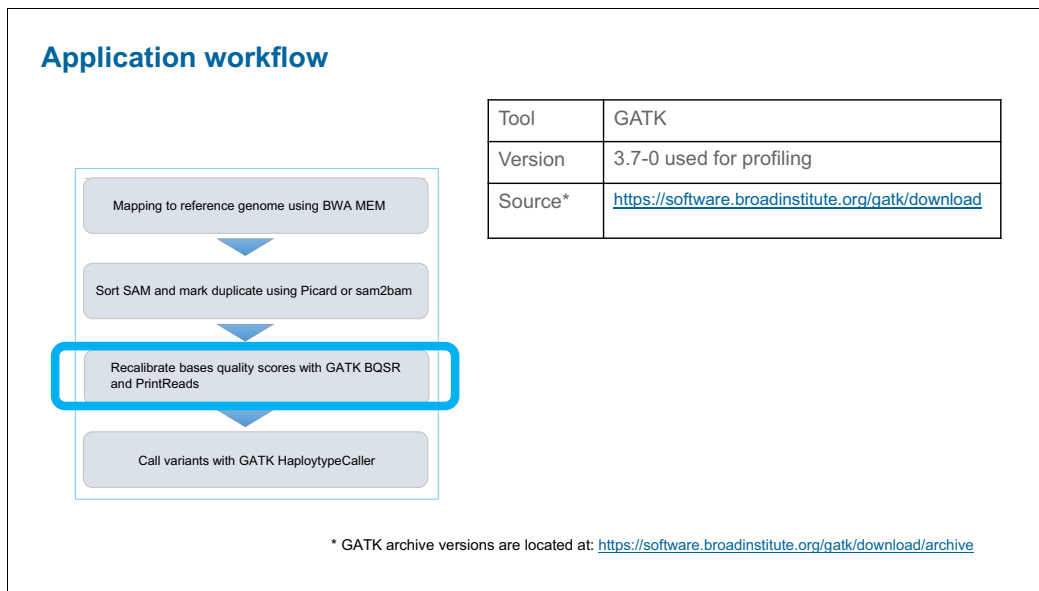 Application workflow
Tool GATK
Version 3.7-0 used for profiling
Source* https://software.broadinstitute.org/gatk/download
Mapping to reference genome using BWA MEM
Sort SAM and mark duplicate using Picard or sam2bam
Recalibrate bases quality scores with GATK BQSR
and PrintReads
Call variants with GATK HaploytypeCaller
* GATK archive versions are located at: https://software.broadinstitute.org/gatk/download/archive